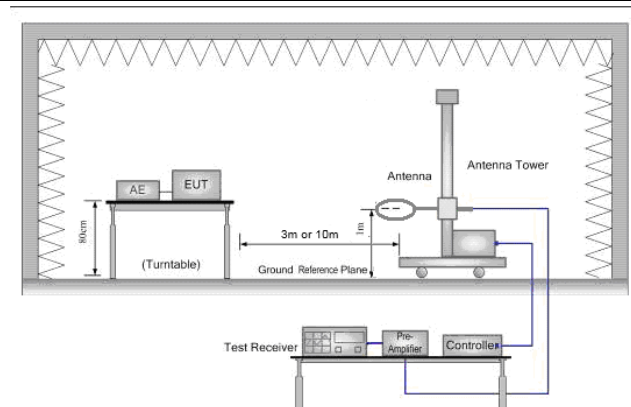 Antenna Tower
Antenna
AE
EUT
80cm
1m
3m or 10m
(Turntable)
Ground Reference Plane
Test Receiver
Pre-
Amplifier
Controller